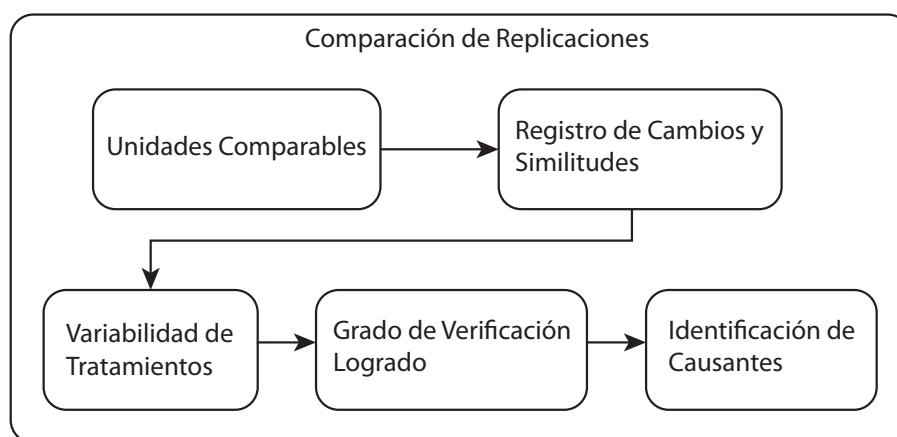 Comparación de Replicaciones
Unidades Comparables
Registro de Cambios y
Similitudes
Variabilidad de
Tratamientos
Grado de Verificación
Logrado
Identificación de
Causantes